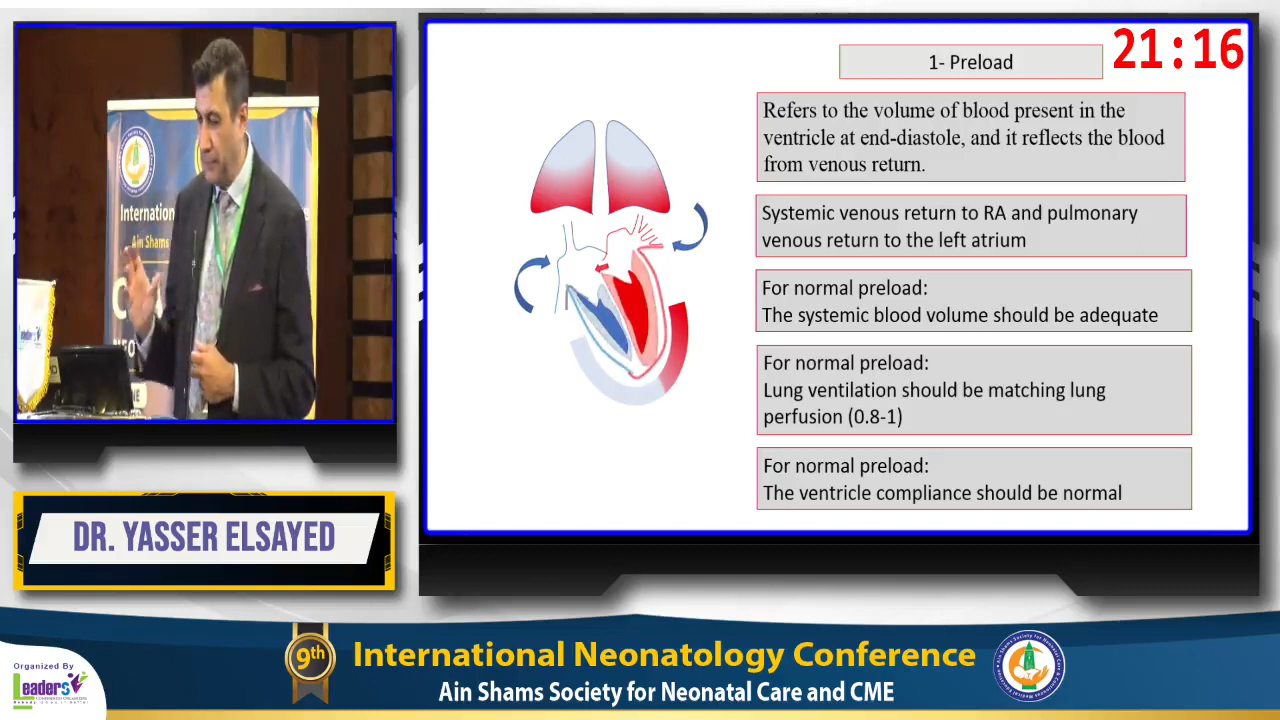 21:16
1- Preload
Refers to the volume of blood present in the
ventricle at end-diastole, and it reflects the blood
from venous return.
Systemic venous return to RA and pulmonary
venous return to the left atrium
For normal preload:
The systemic blood volume should be adequate
For normal preload:
Lung ventilation should be matching lung
perfusion (0.8-1)
For normal preload:
The ventricle compliance should be normal
International
Ain Shams
DR. YASSER ELSAYED
9th
International Neonatology Conference
Ain Shams Society for Neonatal Care and CME
Organized By
Leaders